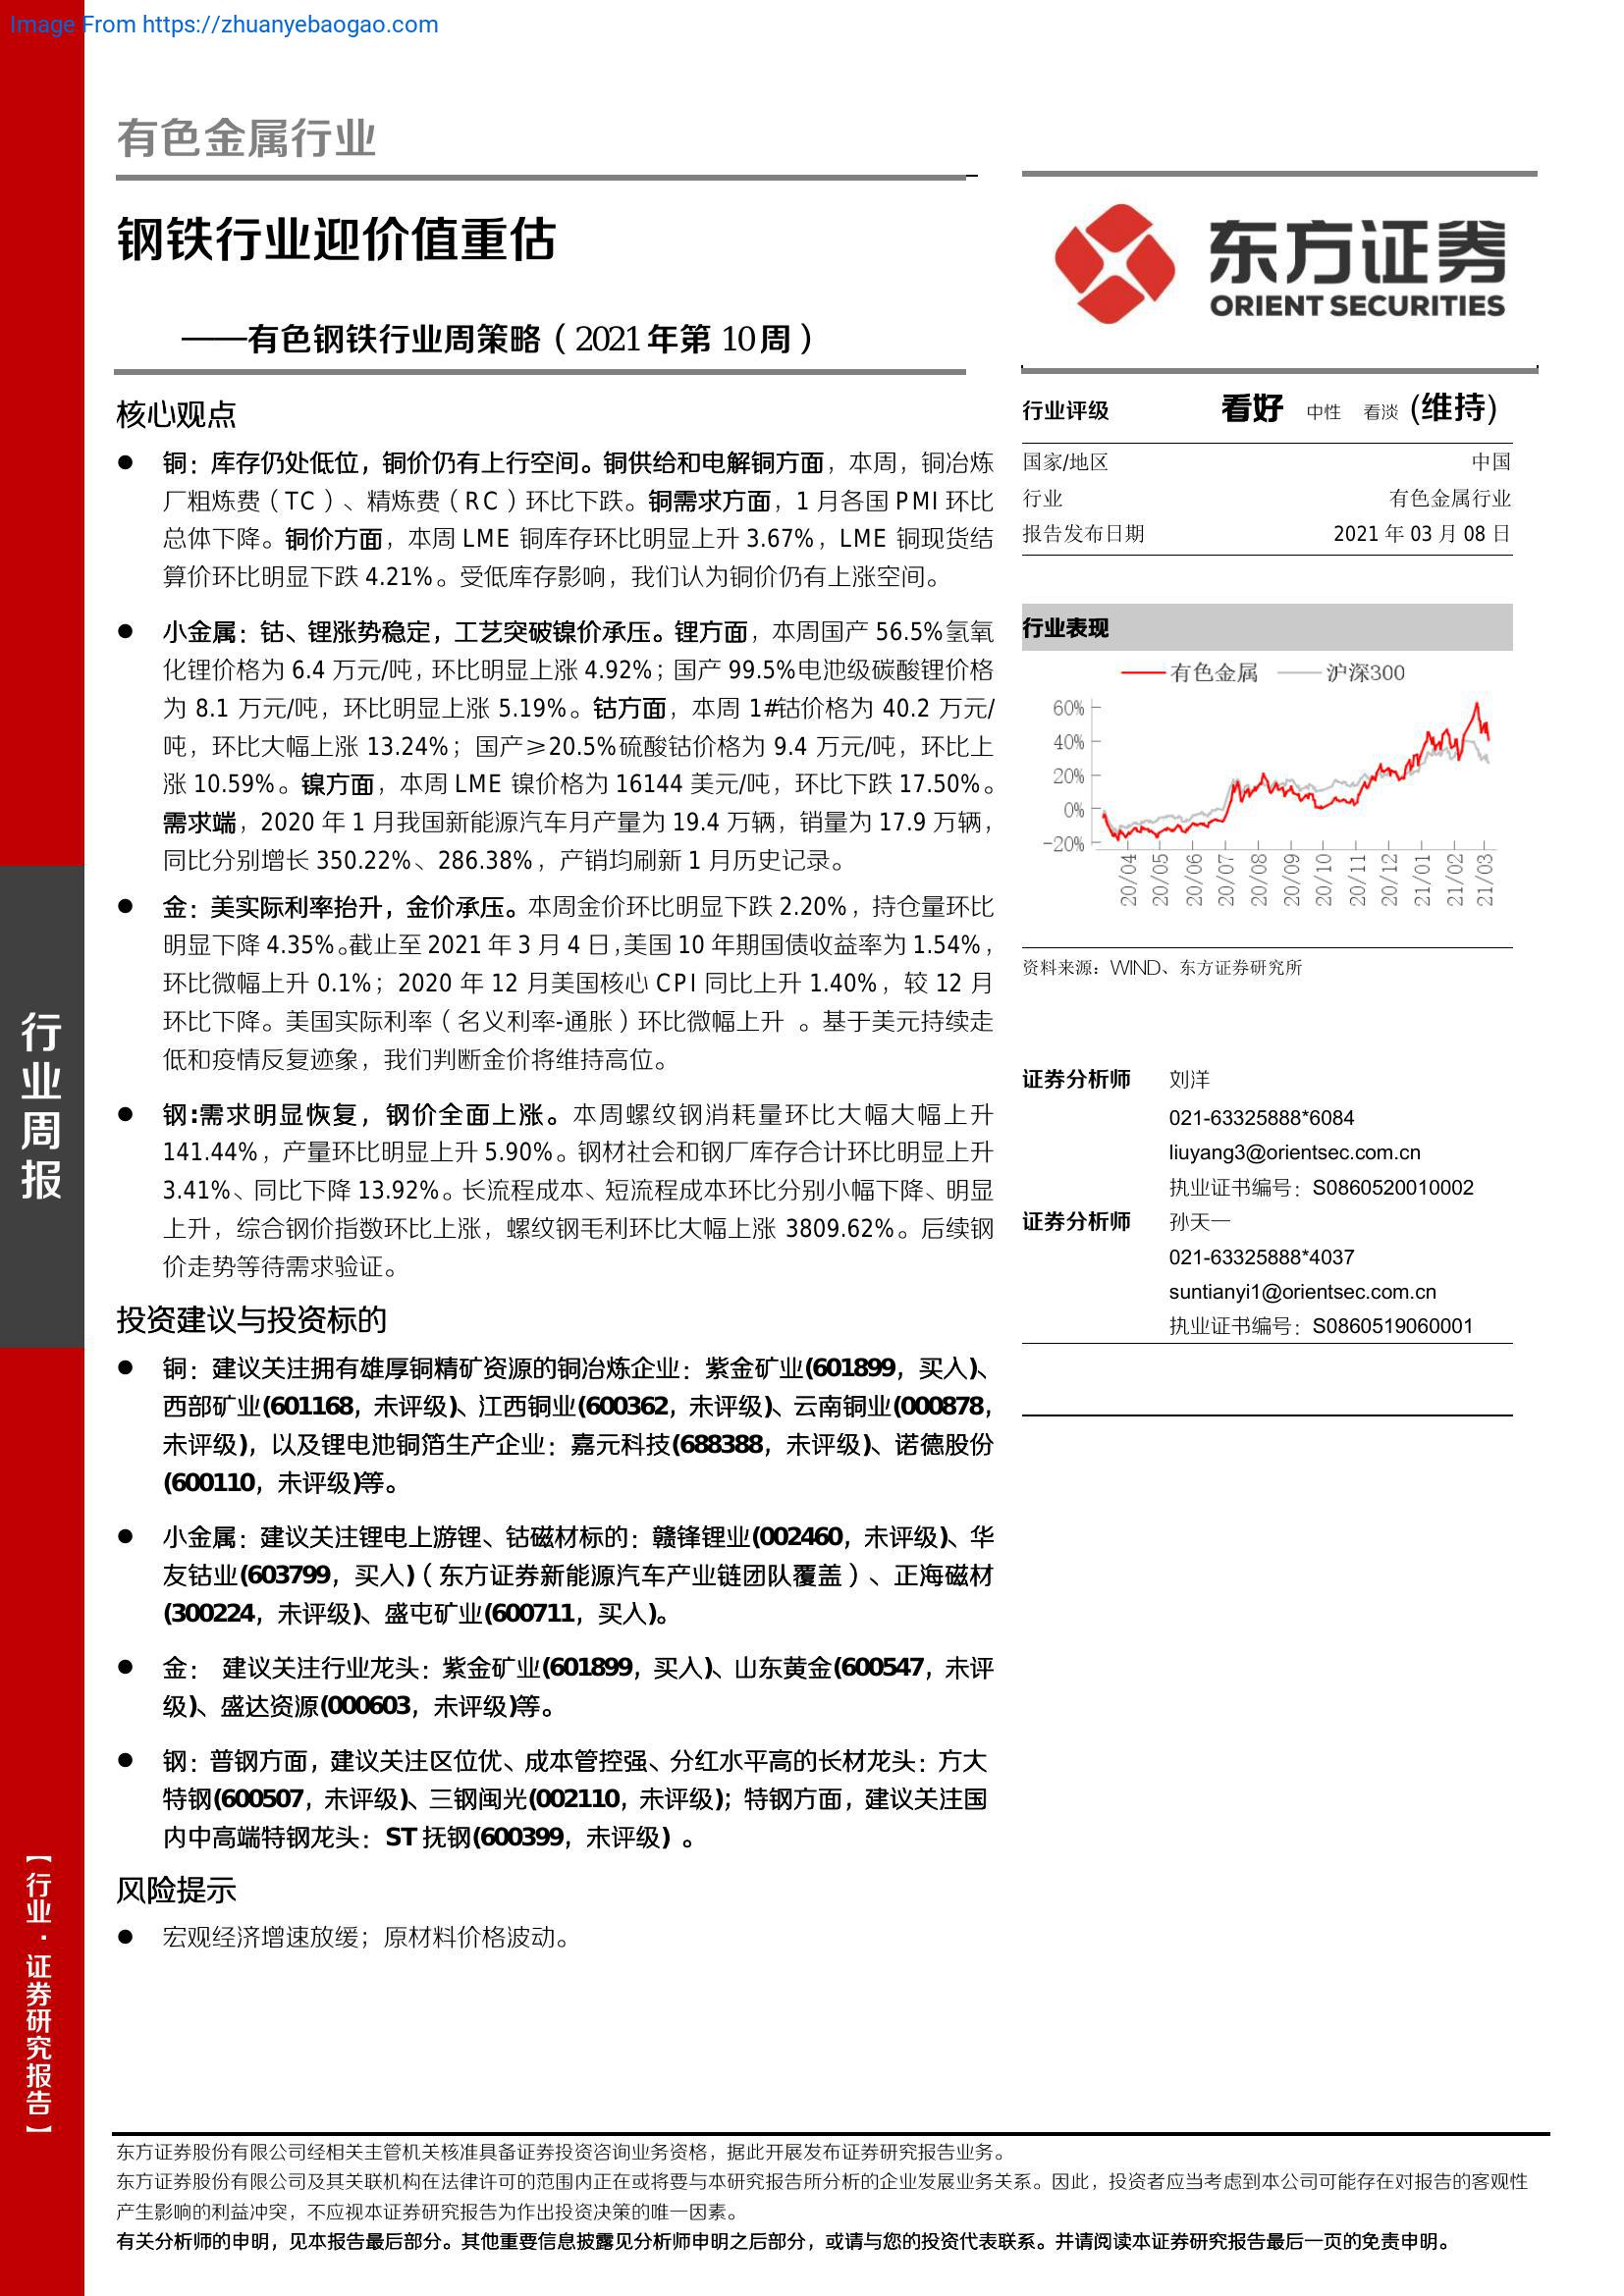 Image From https://zhuanyebaogao.com
有色金属行业
钢铁行业迎价值重估
——有色钢铁行业周策略（2021年第10周）
核心观点
● 铜：库存仍处低位，铜价仍有上行空间。铜供给和电解铜方面，本周，铜冶炼
厂粗炼费（TC）、精炼费（RC）环比下跌。铜需求方面，1月各国PMI环比
总体下降。铜价方面，本周LME 铜库存环比明显上升3.67%，LME 铜现货结
算价环比明显下跌4.21%。受低库存影响，我们认为铜价仍有上涨空间。
● 小金属：钴、锂涨势稳定，工艺突破镍价承压。锂方面，本周国产56.5%氢氧
化锂价格为6.4万元/吨，环比明显上涨4.92%；国产99.5%电池级碳酸锂价格
为8.1万元/吨，环比明显上涨5.19%。钴方面，本周1#钴价格为40.2万元/
吨，环比大幅上涨13.24%；国产≥20.5%硫酸钴价格为9.4万元/吨，环比上
涨10.59%。镍方面，本周LME 镍价格为16144美元/吨，环比下跌17.50%。
需求端，2020年1月我国新能源汽车月产量为19.4万辆，销量为17.9万辆，
同比分别增长350.22%、286.38%，产销均刷新1月历史记录。
● 金：美实际利率抬升，金价承压。本周金价环比明显下跌2.20%，持仓量环比
明显下降4.35%。截止至2021年3月4日，美国10年期国债收益率为1.54%，
环比微幅上升0.1%；2020年12月美国核心CPI同比上升1.40%，较12月
环比下降。美国实际利率（名义利率-通胀）环比微幅上升 。基于美元持续走
低和疫情反复迹象，我们判断金价将维持高位。
● 钢:需求明显恢复，钢价全面上涨。本周螺纹钢消耗量环比大幅大幅上升
141.44%，产量环比明显上升5.90%。钢材社会和钢厂库存合计环比明显上升
3.41%、同比下降13.92%。长流程成本、短流程成本环比分别小幅下降、明显
上升，综合钢价指数环比上涨，螺纹钢毛利环比大幅上涨3809.62%。后续钢
价走势等待需求验证。
投资建议与投资标的
● 铜：建议关注拥有雄厚铜精矿资源的铜冶炼企业：紫金矿业(601899，买入)、
西部矿业(601168，未评级)、江西铜业(600362，未评级)、云南铜业(000878，
未评级)，以及锂电池铜箔生产企业：嘉元科技(688388，未评级)、诺德股份
(600110，未评级)等。
● 小金属：建议关注锂电上游锂、钴磁材标的：赣锋锂业(002460，未评级)、华
友钴业(603799，买入)（东方证券新能源汽车产业链团队覆盖）、正海磁材
(300224，未评级)、盛屯矿业(600711，买入)。
● 金： 建议关注行业龙头：紫金矿业(601899，买入)、山东黄金(600547，未评
级)、盛达资源(000603，未评级)等。
● 钢：普钢方面，建议关注区位优、成本管控强、分红水平高的长材龙头：方大
特钢(600507，未评级)、三钢闽光(002110，未评级)；特钢方面，建议关注国
内中高端特钢龙头：ST抚钢(600399，未评级) 。
风险提示
● 宏观经济增速放缓；原材料价格波动。
东方证券
ORIENT SECURITIES
行业评级 看好 中性 看淡 (维持)
国家/地区 中国
行业 有色金属行业
报告发布日期 2021年03月08日
行业表现
有色金属 沪深300
60%
40%
20%
0%
-20%
20/04 20/05 20/06 20/07 20/08 20/09 20/10 20/11 20/12 21/01 21/02 21/03
资料来源：WIND、东方证券研究所
证券分析师 刘洋
021-63325888*6084
liuyang3@orientsec.com.cn
执业证书编号：S0860520010002
证券分析师 孙天一
021-63325888*4037
suntianyi1@orientsec.com.cn
执业证书编号：S0860519060001
行业周报
【行业·证券研究报告】
东方证券股份有限公司经相关主管机关核准具备证券投资咨询业务资格，据此开展发布证券研究报告业务。
东方证券股份有限公司及其关联机构在法律许可的范围内正在或将要与本研究报告所分析的企业发展业务关系。因此，投资者应当考虑到本公司可能存在对报告的客观性
产生影响的利益冲突，不应视本证券研究报告为作出投资决策的唯一因素。
有关分析师的申明，见本报告最后部分。其他重要信息披露见分析师申明之后部分，或请与您的投资代表联系。并请阅读本证券研究报告最后一页的免责申明。